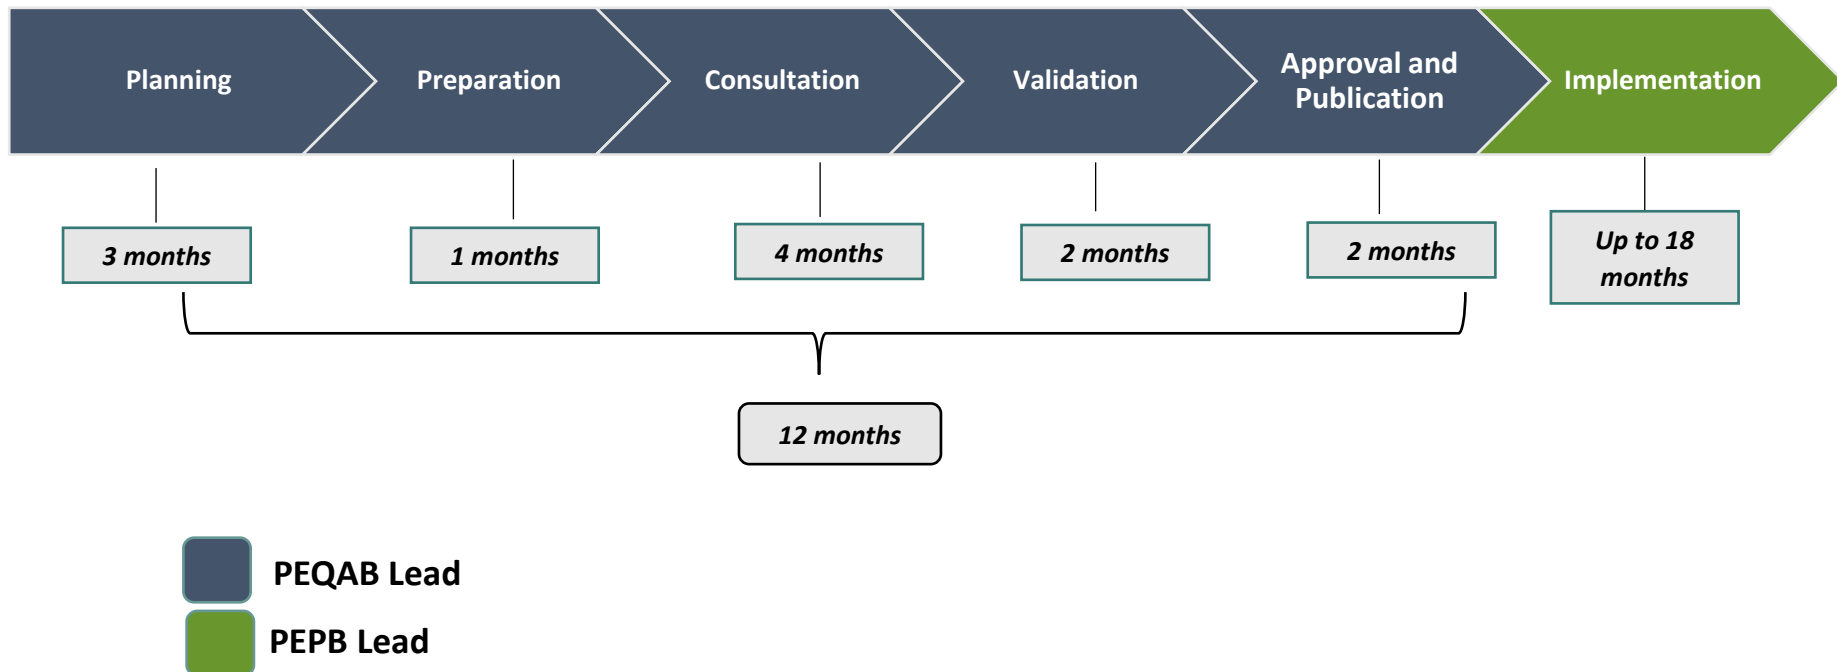 Planning
Preparation
Consultation
Validation
Approval and
Publication
Implementation
3 months
1 months
4 months
2 months
2 months
Up to 18
months
12 months
PEQAB Lead
PEPB Lead